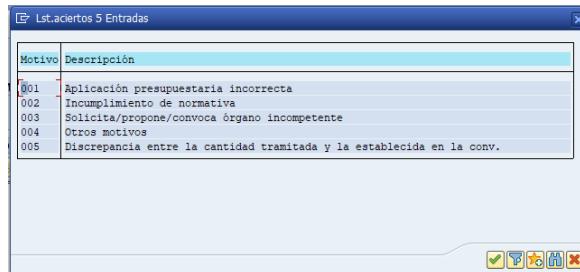 Lst.aciertos 5 Entradas
Motivo Descripción
001 Aplicación presupuestaria incorrecta
002 Incumplimiento de normativa
003 Solicita/propone/convoca órgano incompetente
004 Otros motivos
005 Discrepancia entre la cantidad tramitada y la establecida en la conv.